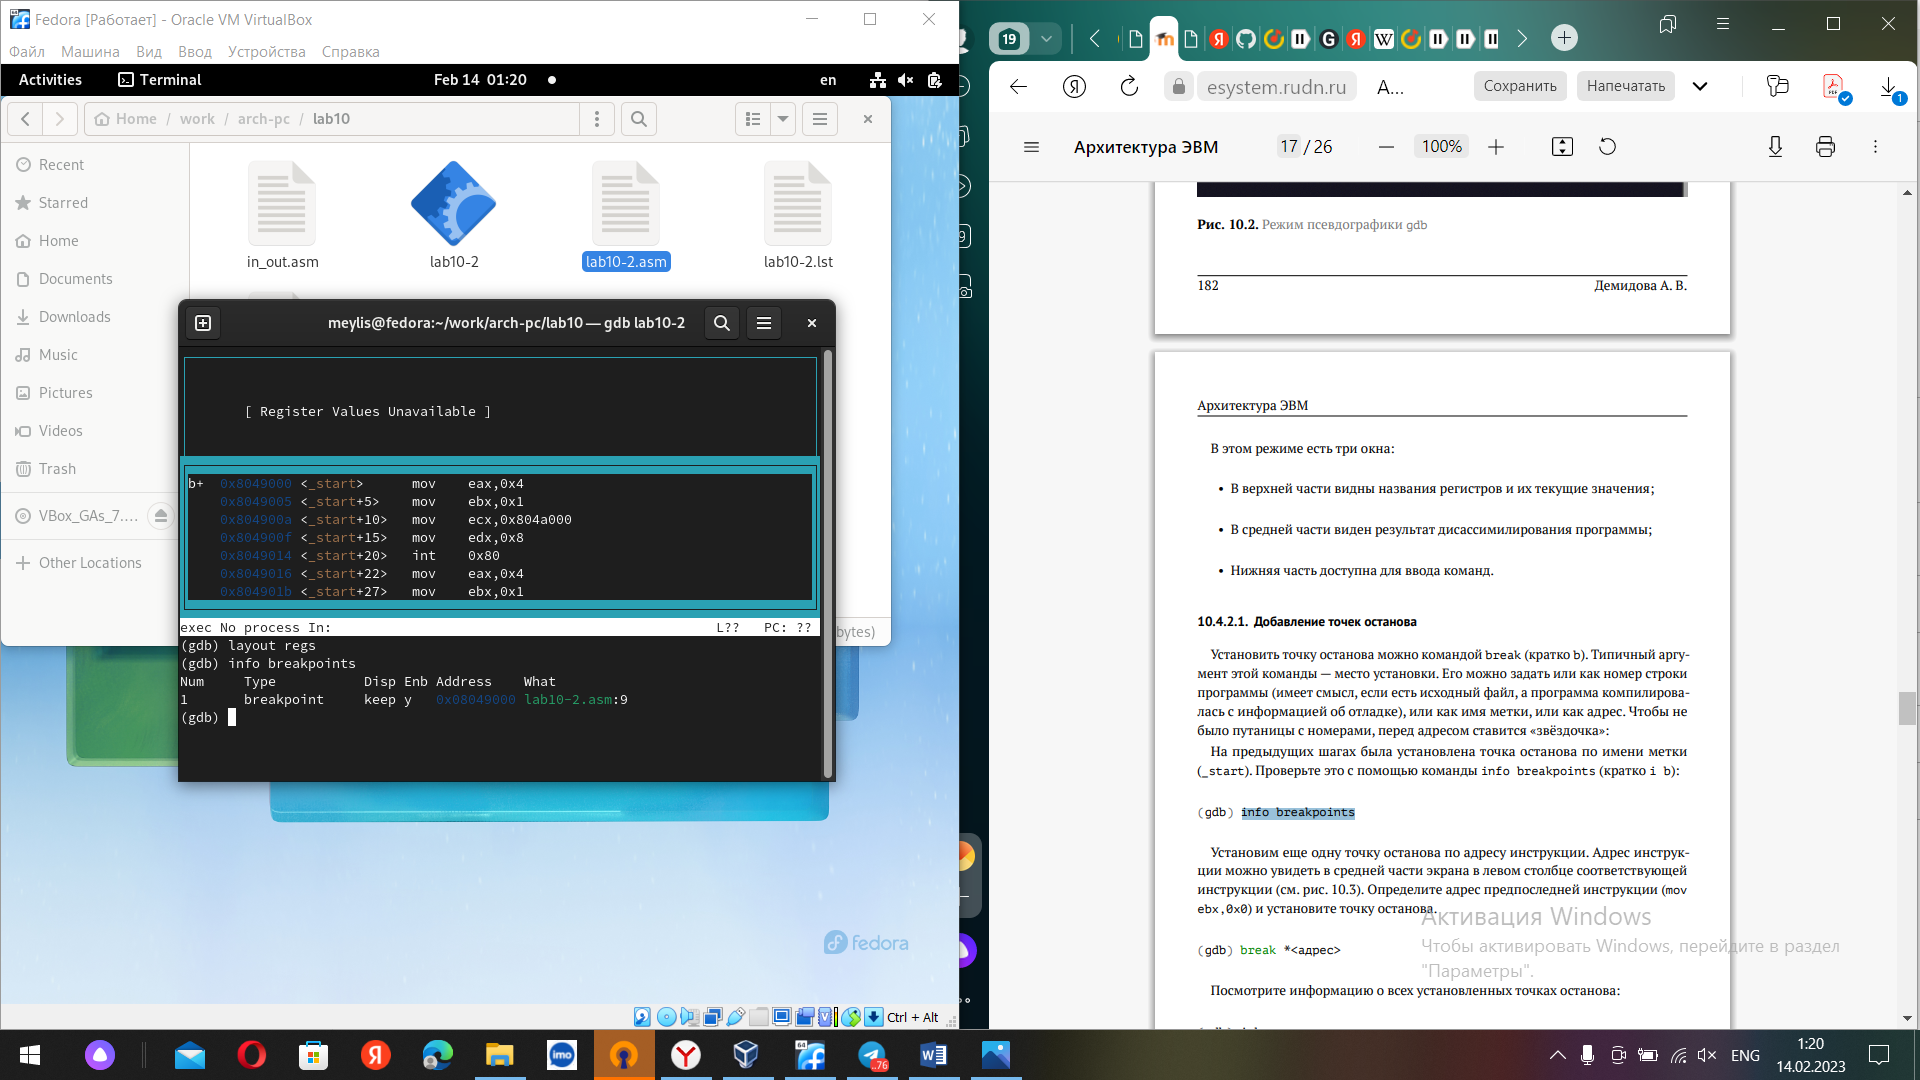 Fedora [Работает] - Oracle VM VirtualBox
Файл Машина Вид Ввод Устройства Справка
Activities Terminal Feb 14 01:20 en
Home / work / arch-pc / lab10
Recent
Starred
Home
Documents
Downloads
Music
Pictures
Videos
Trash
VBox_GAs_7....
Other Locations
in_out.asm lab10-2 lab10-2.asm lab10-2.lst
bytes)
meylis@fedora:~/work/arch-pc/lab10 — gdb lab10-2
[ Register Values Unavailable ]
b+ 0x8049000 <_start> mov eax,0x4
0x8049005 <_start+5> mov ebx,0x1
0x804900a <_start+10> mov ecx,0x804a000
0x804900f <_start+15> mov edx,0x8
0x8049014 <_start+20> int 0x80
0x8049016 <_start+22> mov eax,0x4
0x804901b <_start+27> mov ebx,0x1
exec No process In: L?? PC: ??
(gdb) layout regs
(gdb) info breakpoints
Num Type Disp Enb Address What
1 breakpoint keep y 0x08049000 lab10-2.asm:9
(gdb)
fedora
Ctrl + Alt
19
esystem.rudn.ru А... Сохранить Напечатать
1
Архитектура ЭВМ 17 / 26 100%
Рис. 10.2. Режим псевдографики gdb
182 Демидова А. В.
Архитектура ЭВМ
В этом режиме есть три окна:
• В верхней части видны названия регистров и их текущие значения;
• В средней части виден результат дисассимилирования программы;
• Нижняя часть доступна для ввода команд.
10.4.2.1. Добавление точек останова
Установить точку останова можно командой break (кратко b). Типичный аргу-
мент этой команды — место установки. Его можно задать или как номер строки
программы (имеет смысл, если есть исходный файл, а программа компилирова-
лась с информацией об отладке), или как имя метки, или как адрес. Чтобы не
было путаницы с номерами, перед адресом ставится «звёздочка»:
На предыдущих шагах была установлена точка останова по имени метки
(_start). Проверьте это с помощью команды info breakpoints (кратко i b):
(gdb) info breakpoints
Установим еще одну точку останова по адресу инструкции. Адрес инструк-
ции можно увидеть в средней части экрана в левом столбце соответствующей
инструкции (см. рис. 10.3). Определите адрес предпоследней инструкции (mov
ebx,0x0) и установите точку останова.
(gdb) break *<адрес>
Посмотрите информацию о всех установленных точках останова:
Активация Windows
Чтобы активировать Windows, перейдите в раздел
"Параметры".
imo
64
..76
ENG
1:20
14.02.2023